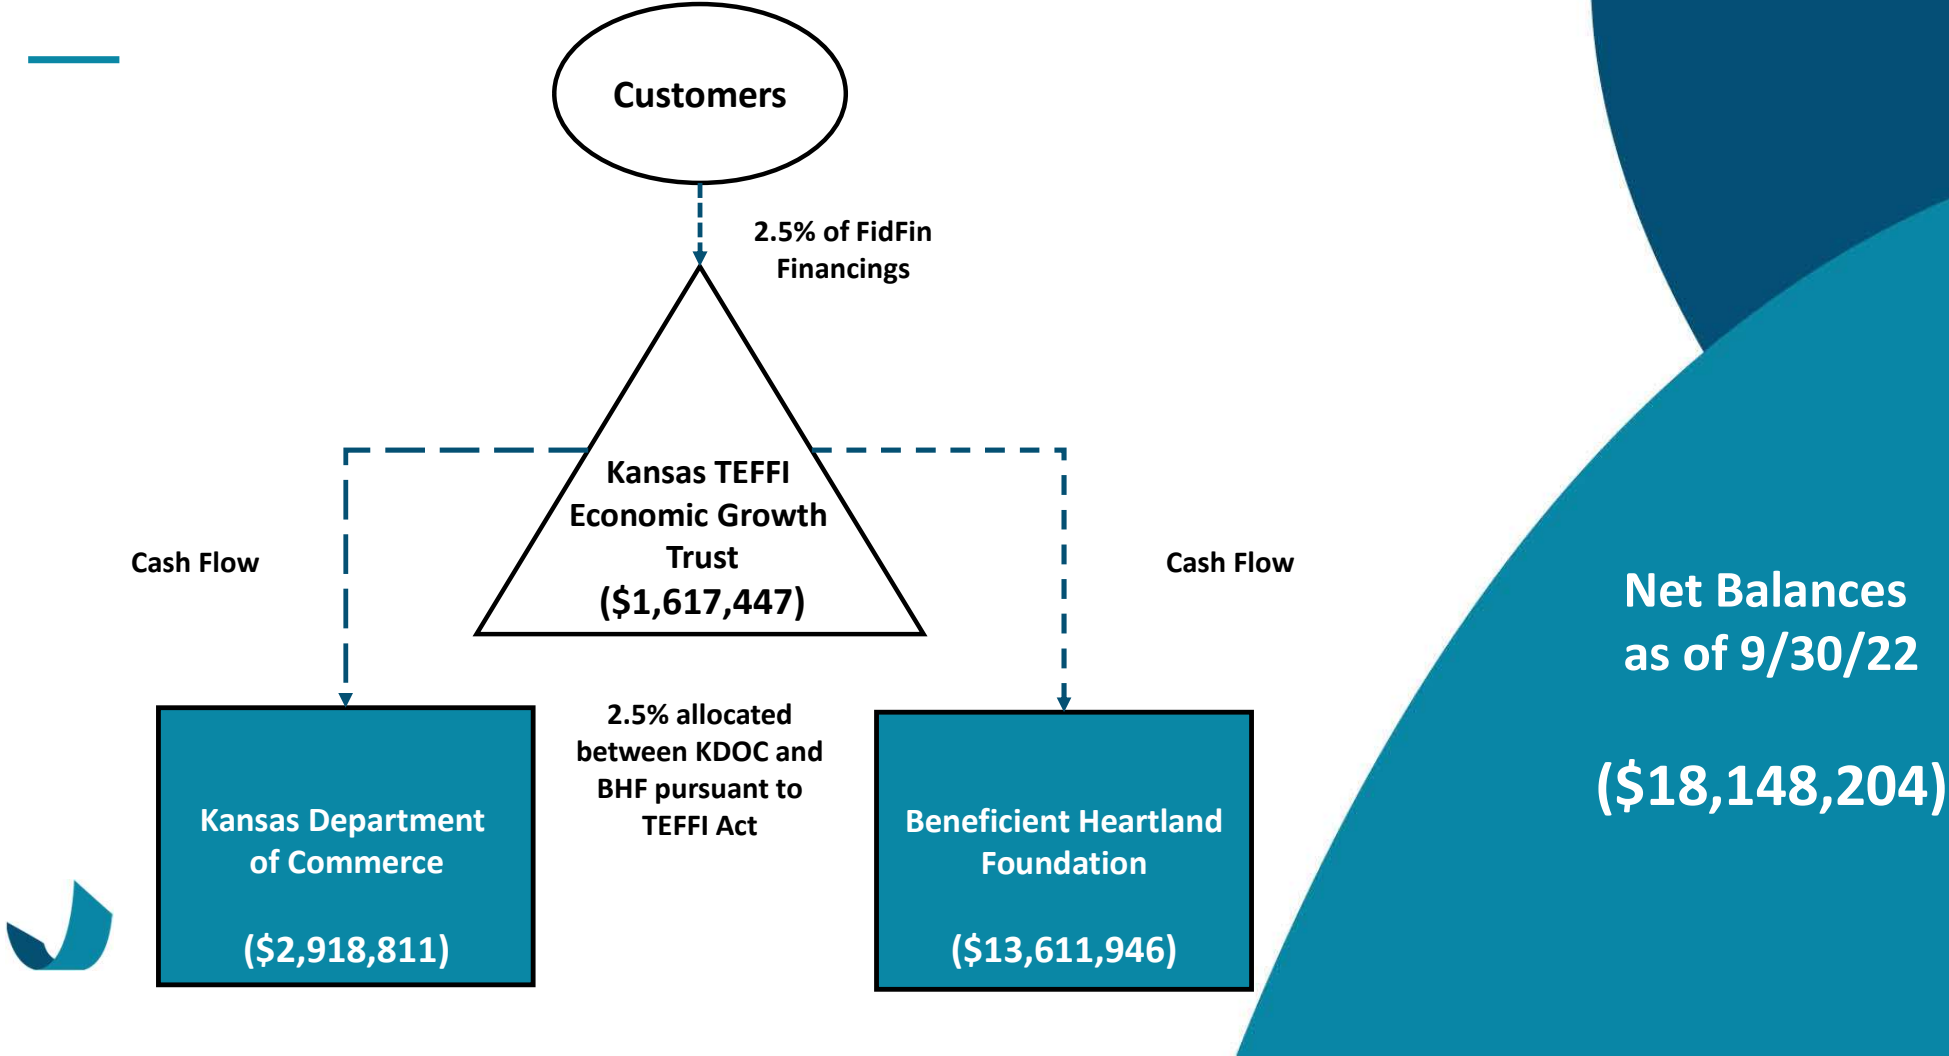 Customers
2.5% of FidFin
Financings
Kansas TEFFI
Economic Growth
Trust
($1,617,447)
Cash Flow
Cash Flow
2.5% allocated
between KDOC and
BHF pursuant to
TEFFI Act
Kansas Department
of Commerce
($2,918,811)
Beneficient Heartland
Foundation
($13,611,946)
Net Balances
as of 9/30/22
($18,148,204)